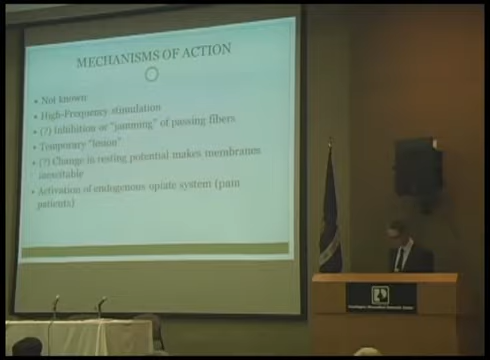 MECHANISMS OF ACTION
• Not known
• High-Frequency stimulation
• (?) Inhibition or "jamming" of passing fibers
• Temporary "lesion"
• (?) Change in resting potential makes membrane
inexcitable
• Activation of endogenous opiate system (pain
patients)